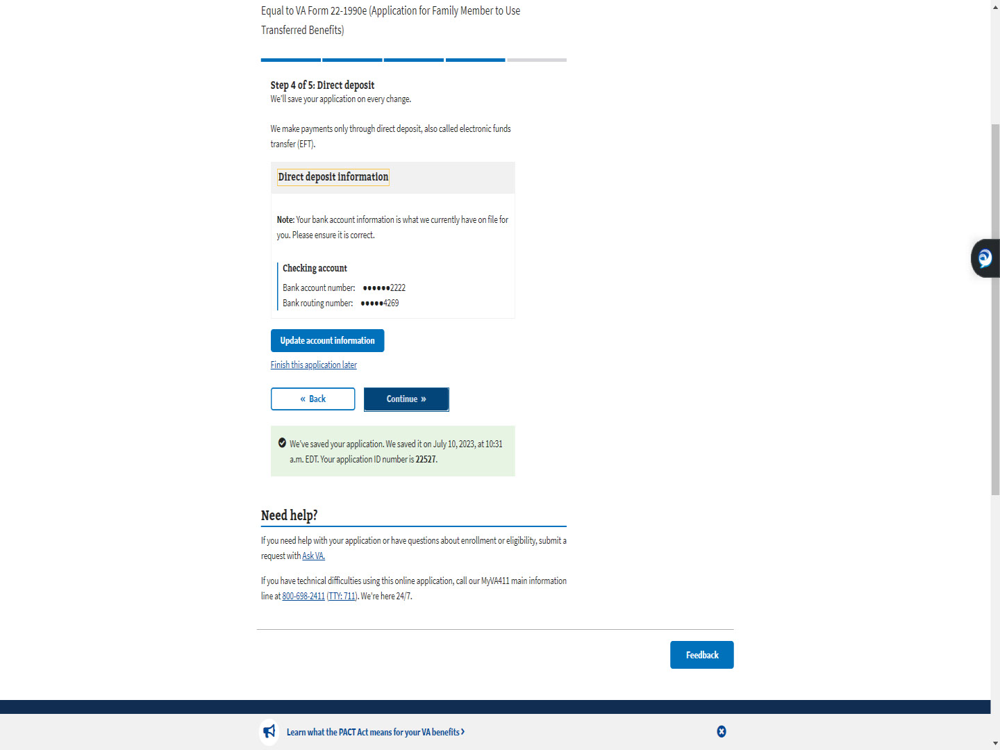 Equal to VA Form 22-1990e (Application for Family Member to Use
Transferred Benefits)
Step 4 of 5: Direct deposit
We'll save your application on every change.
We make payments only through direct deposit, also called electronic funds
transfer (EFT).
Direct deposit information
Note: Your bank account information is what we currently have on file for
you. Please ensure it is correct.
Checking account
Bank account number: ●●●●●●2222
Bank routing number: ●●●●●4269
Update account information
Finish this application later
« Back
Continue »
We've saved your application. We saved it on July 10, 2023, at 10:31
a.m. EDT. Your application ID number is 22527.
Need help?
If you need help with your application or have questions about enrollment or eligibility, submit a
request with Ask VA.
If you have technical difficulties using this online application, call our MyVA411 main information
line at 800-698-2411 (TTY: 711). We're here 24/7.
Feedback
Learn what the PACT Act means for your VA benefits ›